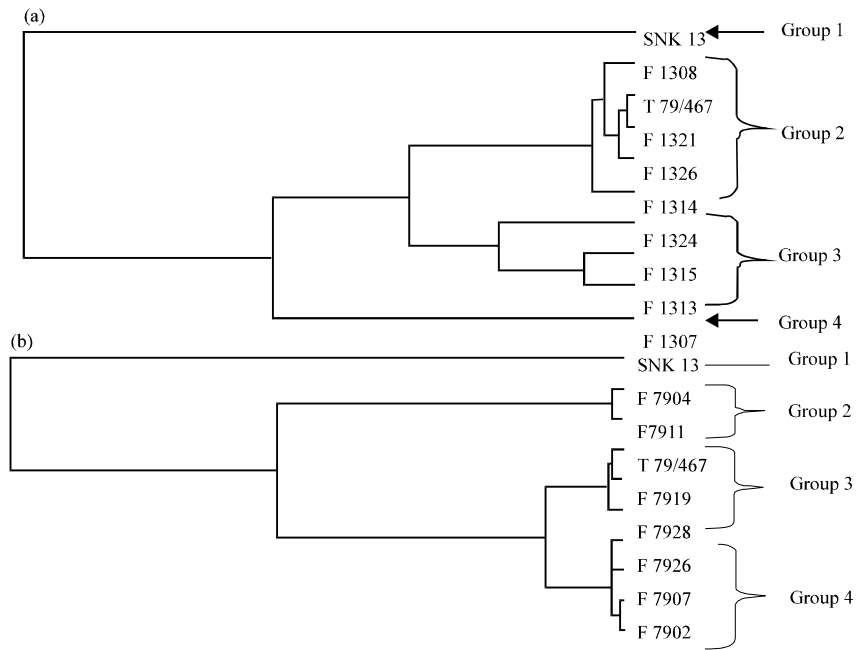 (a)
SNK 13 Group 1
F 1308
T 79/467
F 1321 Group 2
F 1326
F 1314
F 1324
F 1315 Group 3
F 1313
Group 4
F 1307
(b)
SNK 13 Group 1
F 7904
Group 2
F7911
T 79/467
Group 3
F 7919
F 7928
F 7926
F 7907 Group 4
F 7902